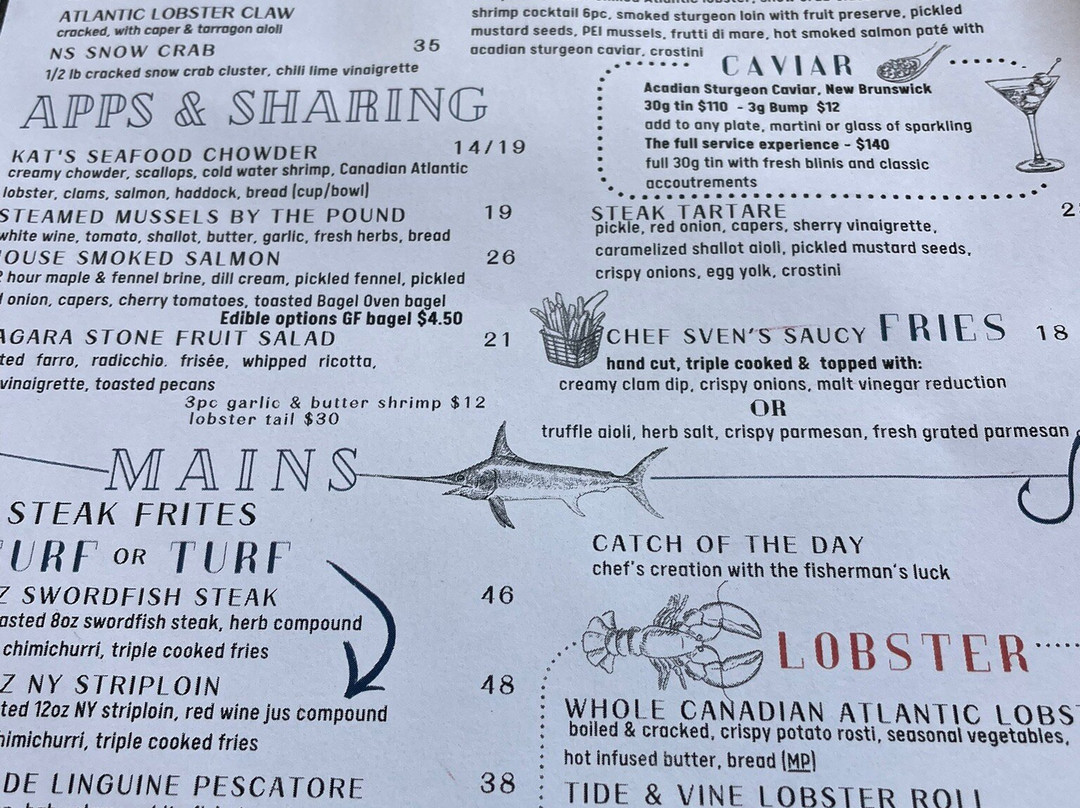 ATLANTIC LOBSTER CLAW
cracked, with caper & tarragon aioli
NS SNOW CRAB 35
1/2 lb cracked snow crab cluster, chili lime vinaigrette
APPS & SHARING
KAT'S SEAFOOD CHOWDER 14/19
creamy chowder, scallops, cold water shrimp, Canadian Atlantic
lobster, clams, salmon, haddock, bread (cup/bowl)
STEAMED MUSSELS BY THE POUND 19
white wine, tomato, shallot, butter, garlic, fresh herbs, bread
OUSE SMOKED SALMON 26
hour maple & fennel brine, dill cream, pickled fennel, pickled
onion, capers, cherry tomatoes, toasted Bagel Oven bagel
Edible options GF bagel $4.50
AGARA STONE FRUIT SALAD 21
ted farro, radicchio. frisée, whipped ricotta,
vinaigrette, toasted pecans
3pc garlic & butter shrimp $12
lobster tail $30
MAINS
STEAK FRITES
URF OR TURF
Z SWORDFISH STEAK 46
asted 8oz swordfish steak, herb compound
chimichurri, triple cooked fries
Z NY STRIPLOIN 48
ted 12oz NY striploin, red wine jus compound
himichurri, triple cooked fries
DE LINGUINE PESCATORE 38
shrimp cocktail 6pc, smoked sturgeon loin with fruit preserve, pickled
mustard seeds, PEI mussels, frutti di mare, hot smoked salmon paté with
acadian sturgeon caviar, crostini
CAVIAR
Acadian Sturgeon Caviar, New Brunswick
30g tin $110 - 3g Bump $12
add to any plate, martini or glass of sparkling
The full service experience - $140
full 30g tin with fresh blinis and classic
accoutrements
STEAK TARTARE
pickle, red onion, capers, sherry vinaigrette,
caramelized shallot aioli, pickled mustard seeds,
crispy onions, egg yolk, crostini
CHEF SVEN'S SAUCY FRIES 18
hand cut, triple cooked & topped with:
creamy clam dip, crispy onions, malt vinegar reduction
OR
truffle aioli, herb salt, crispy parmesan, fresh grated parmesan
CATCH OF THE DAY
chef's creation with the fisherman's luck
LOBSTER
WHOLE CANADIAN ATLANTIC LOBS
boiled & cracked, crispy potato rosti, seasonal vegetables,
hot infused butter, bread (MP)
TIDE & VINE LOBSTER ROLL